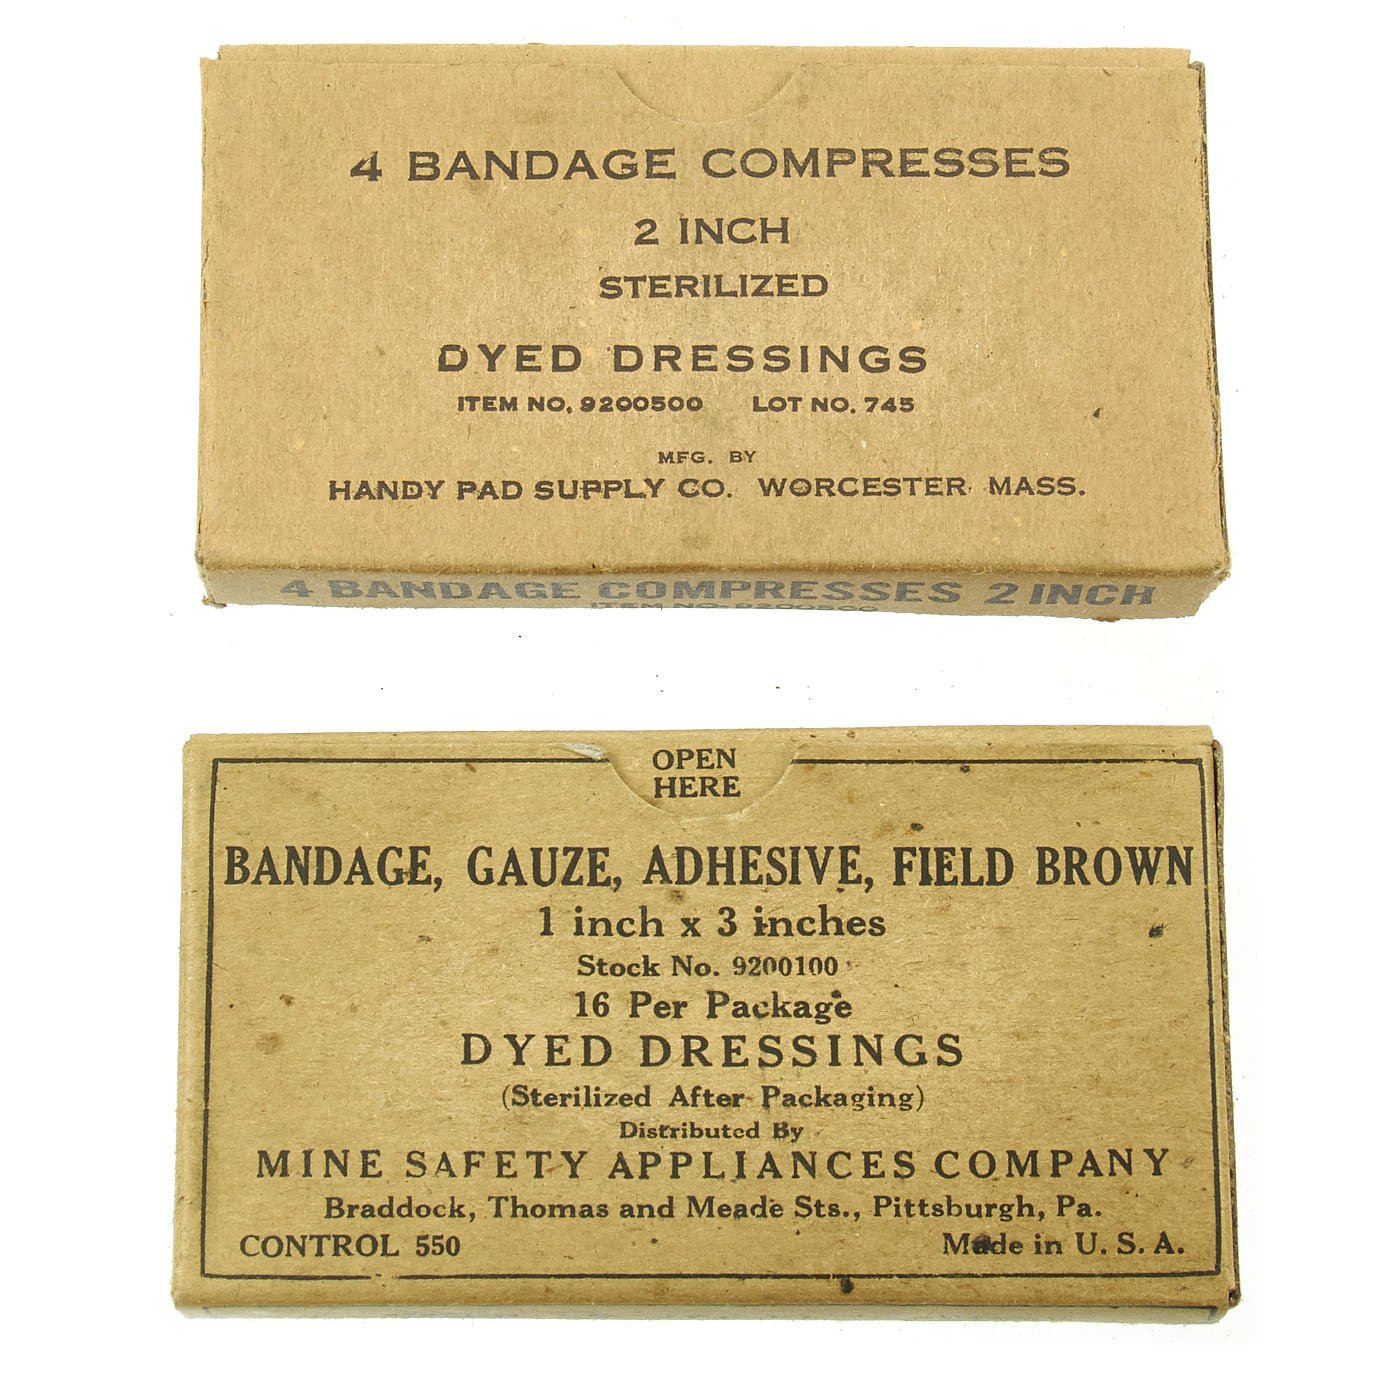 4 BANDAGE COMPRESSES
2 INCH
STERILIZED
DYED DRESSINGS
ITEM NO. 9200500 LOT NO. 745
MFG. BY
HANDY PAD SUPPLY CO. WORCESTER, MASS.
4 BANDAGE COMPRESSES 2 INCH
ITEM NO. 9200500
OPEN
HERE
BANDAGE, GAUZE, ADHESIVE, FIELD BROWN
1 inch x 3 inches
Stock No. 9200100
16 Per Package
DYED DRESSINGS
(Sterilized After Packaging)
Distributed By
MINE SAFETY APPLIANCES COMPANY
Braddock, Thomas and Meade Sts., Pittsburgh, Pa.
CONTROL 550 Made in U. S. A.